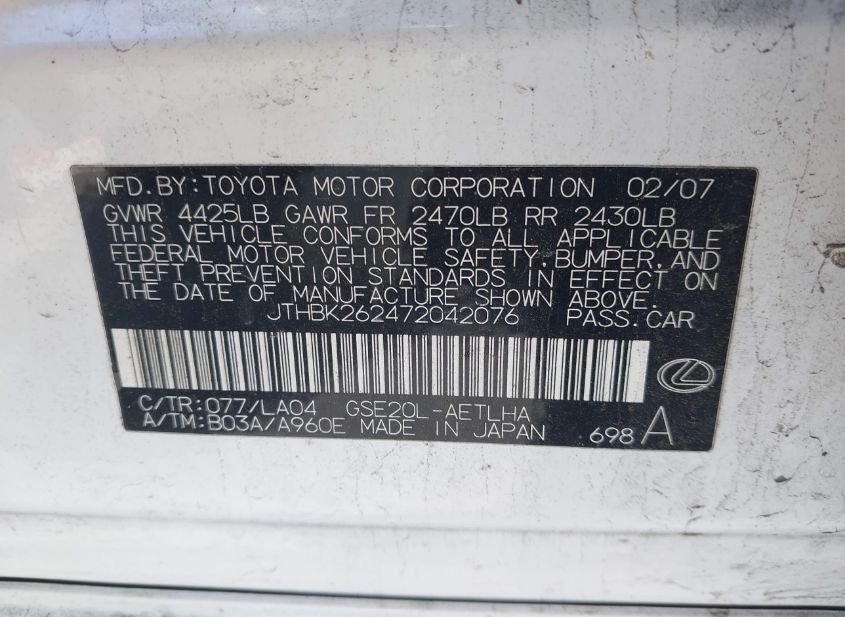 MFD.BY:TOYOTA MOTOR CORPORATION 02/07
GVWR 4425LB GAWR FR 2470LB RR 2430LB
THIS VEHICLE CONFORMS TO ALL APPLICABLE
FEDERAL MOTOR VEHICLE SAFETY,BUMPER,AND
THEFT PREVENTION STANDARDS IN EFFECT ON
THE DATE OF MANUFACTURE SHOWN ABOVE.
JTHBK262472042076 PASS.CAR
C/TR:077/LA04 GSE20L-AETLHA
A/TM:B03A/A960E MADE IN JAPAN 698 A